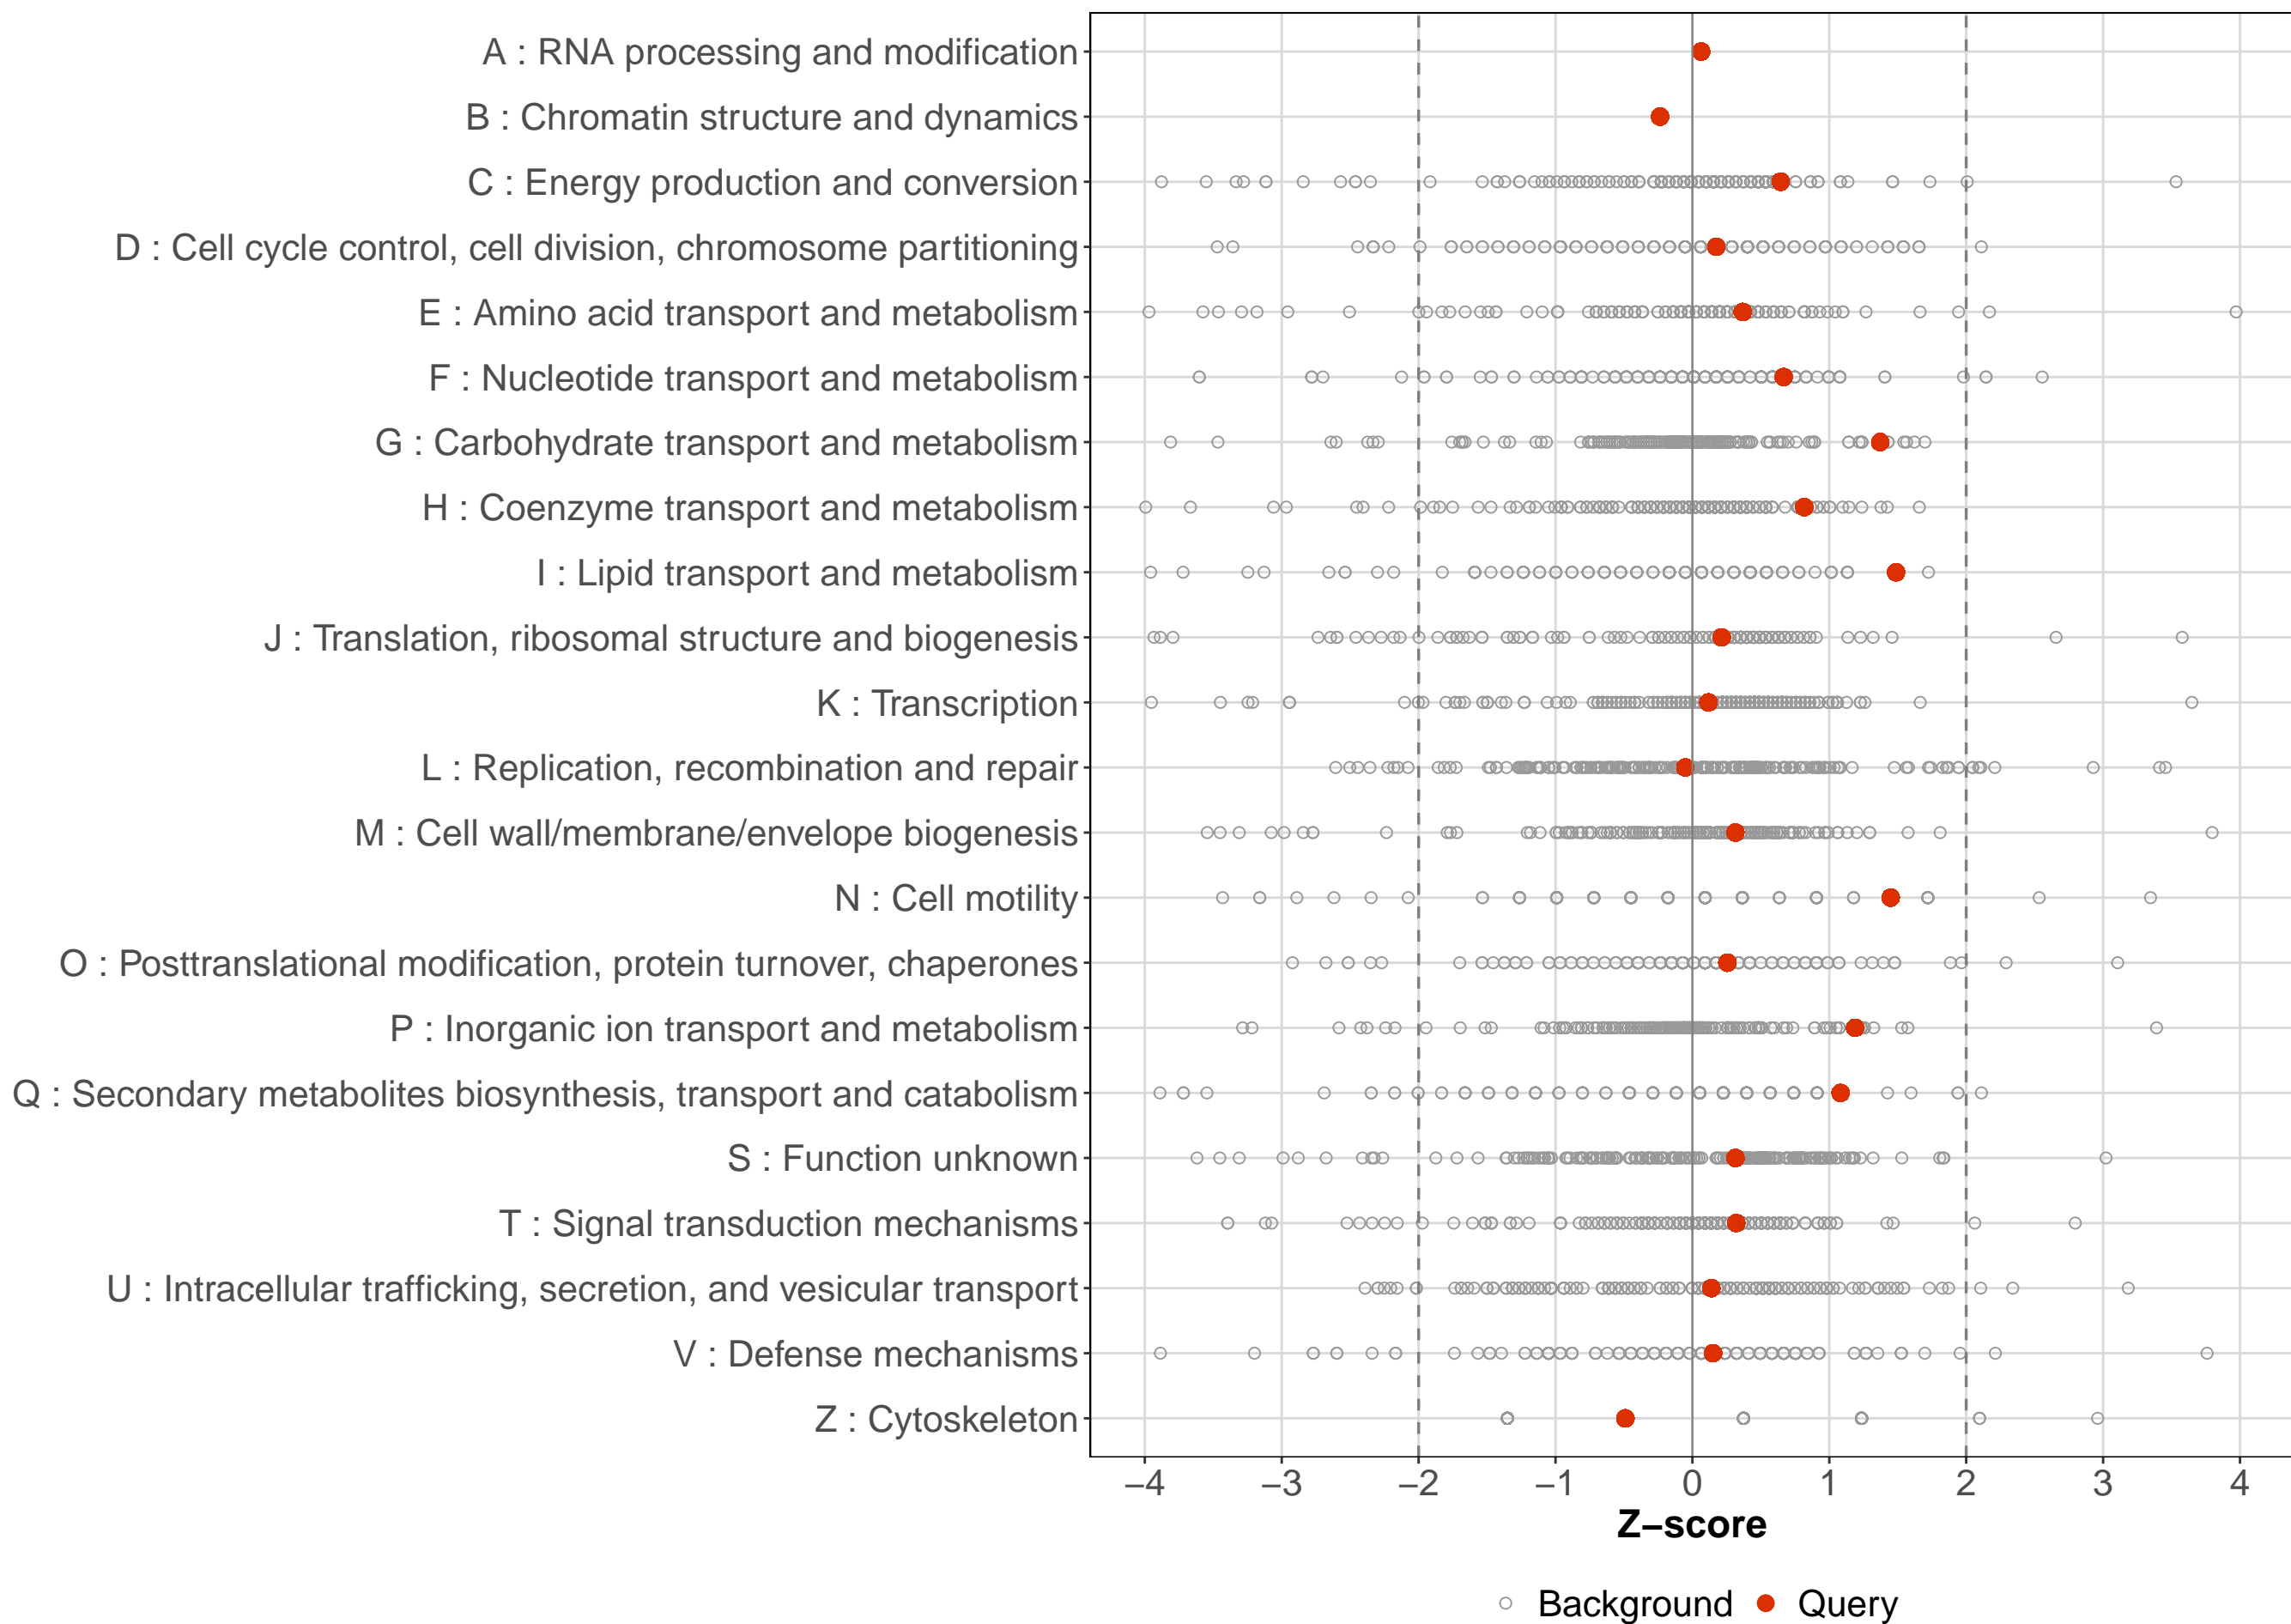 A : RNA processing and modification
B : Chromatin structure and dynamics
C : Energy production and conversion
D : Cell cycle control, cell division, chromosome partitioning
E : Amino acid transport and metabolism
F : Nucleotide transport and metabolism
G : Carbohydrate transport and metabolism
H : Coenzyme transport and metabolism
I : Lipid transport and metabolism
J : Translation, ribosomal structure and biogenesis
K : Transcription
L : Replication, recombination and repair
M : Cell wall/membrane/envelope biogenesis
N : Cell motility
O : Posttranslational modification, protein turnover, chaperones
P : Inorganic ion transport and metabolism
Q : Secondary metabolites biosynthesis, transport and catabolism
S : Function unknown
T : Signal transduction mechanisms
U : Intracellular trafficking, secretion, and vesicular transport
V : Defense mechanisms
Z : Cytoskeleton
−4 −3 −2 −1 0 1 2 3 4
Z−score
Background Query